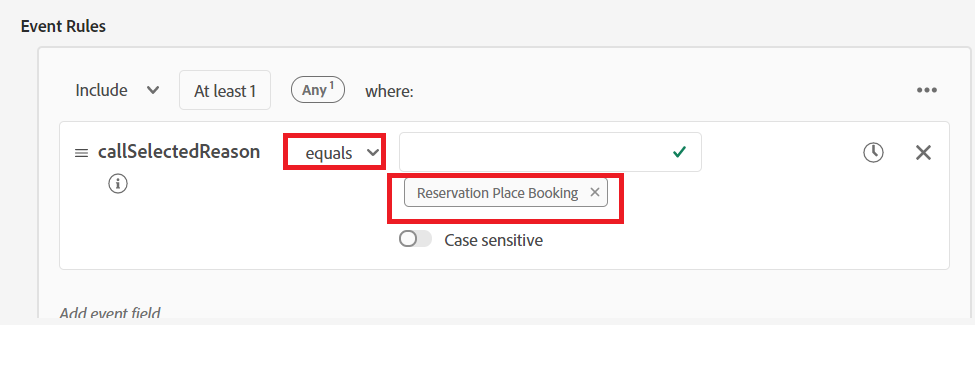 Event Rules
Include At least 1 Any 1 where:
callSelectedReason equals
Reservation Place Booking
Case sensitive
Add event field